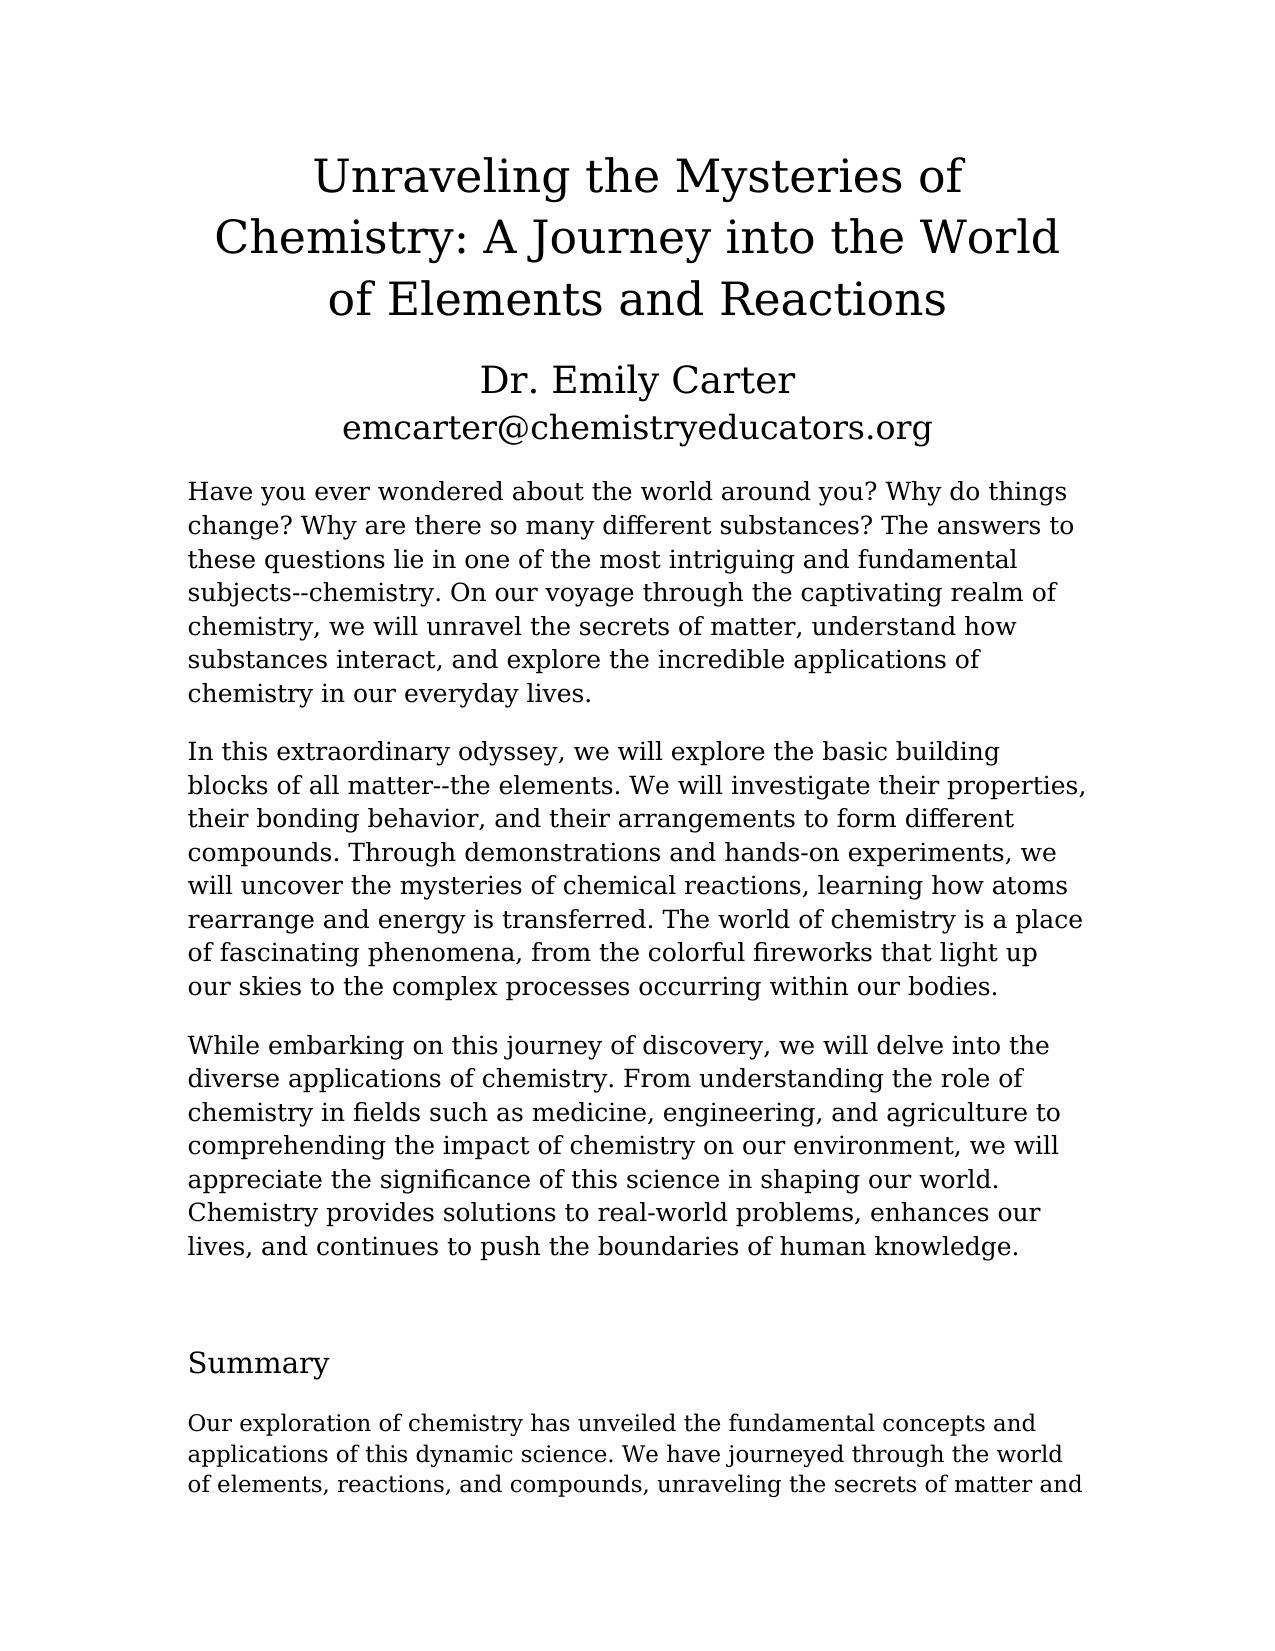 Unraveling the Mysteries of
Chemistry: A Journey into the World
of Elements and Reactions
Dr. Emily Carter
emcarter@chemistryeducators.org
Have you ever wondered about the world around you? Why do things
change? Why are there so many different substances? The answers to
these questions lie in one of the most intriguing and fundamental
subjects--chemistry. On our voyage through the captivating realm of
chemistry, we will unravel the secrets of matter, understand how
substances interact, and explore the incredible applications of
chemistry in our everyday lives.
In this extraordinary odyssey, we will explore the basic building
blocks of all matter--the elements. We will investigate their properties,
their bonding behavior, and their arrangements to form different
compounds. Through demonstrations and hands-on experiments, we
will uncover the mysteries of chemical reactions, learning how atoms
rearrange and energy is transferred. The world of chemistry is a place
of fascinating phenomena, from the colorful fireworks that light up
our skies to the complex processes occurring within our bodies.
While embarking on this journey of discovery, we will delve into the
diverse applications of chemistry. From understanding the role of
chemistry in fields such as medicine, engineering, and agriculture to
comprehending the impact of chemistry on our environment, we will
appreciate the significance of this science in shaping our world.
Chemistry provides solutions to real-world problems, enhances our
lives, and continues to push the boundaries of human knowledge.
Summary
Our exploration of chemistry has unveiled the fundamental concepts and
applications of this dynamic science. We have journeyed through the world
of elements, reactions, and compounds, unraveling the secrets of matter and